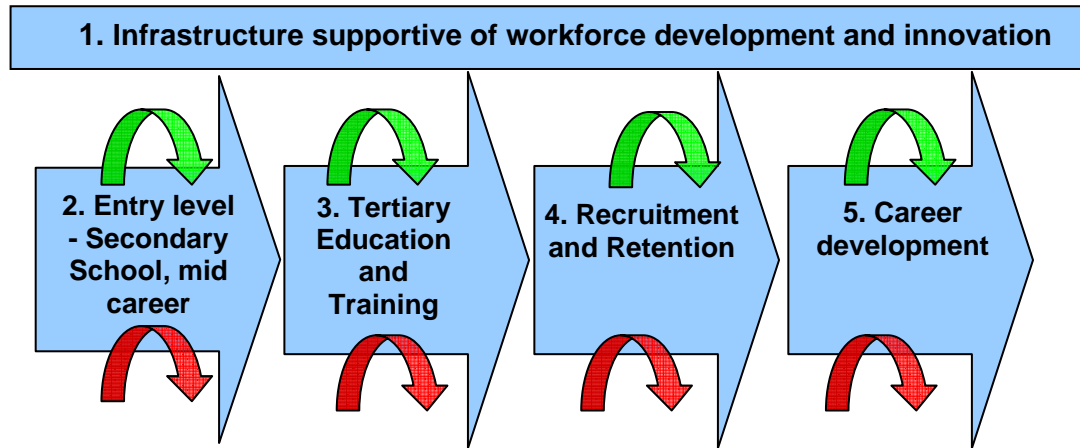 1. Infrastructure supportive of workforce development and innovation
2. Entry level
- Secondary
School, mid
career
3. Tertiary
Education
and
Training
4. Recruitment
and Retention
5. Career
development